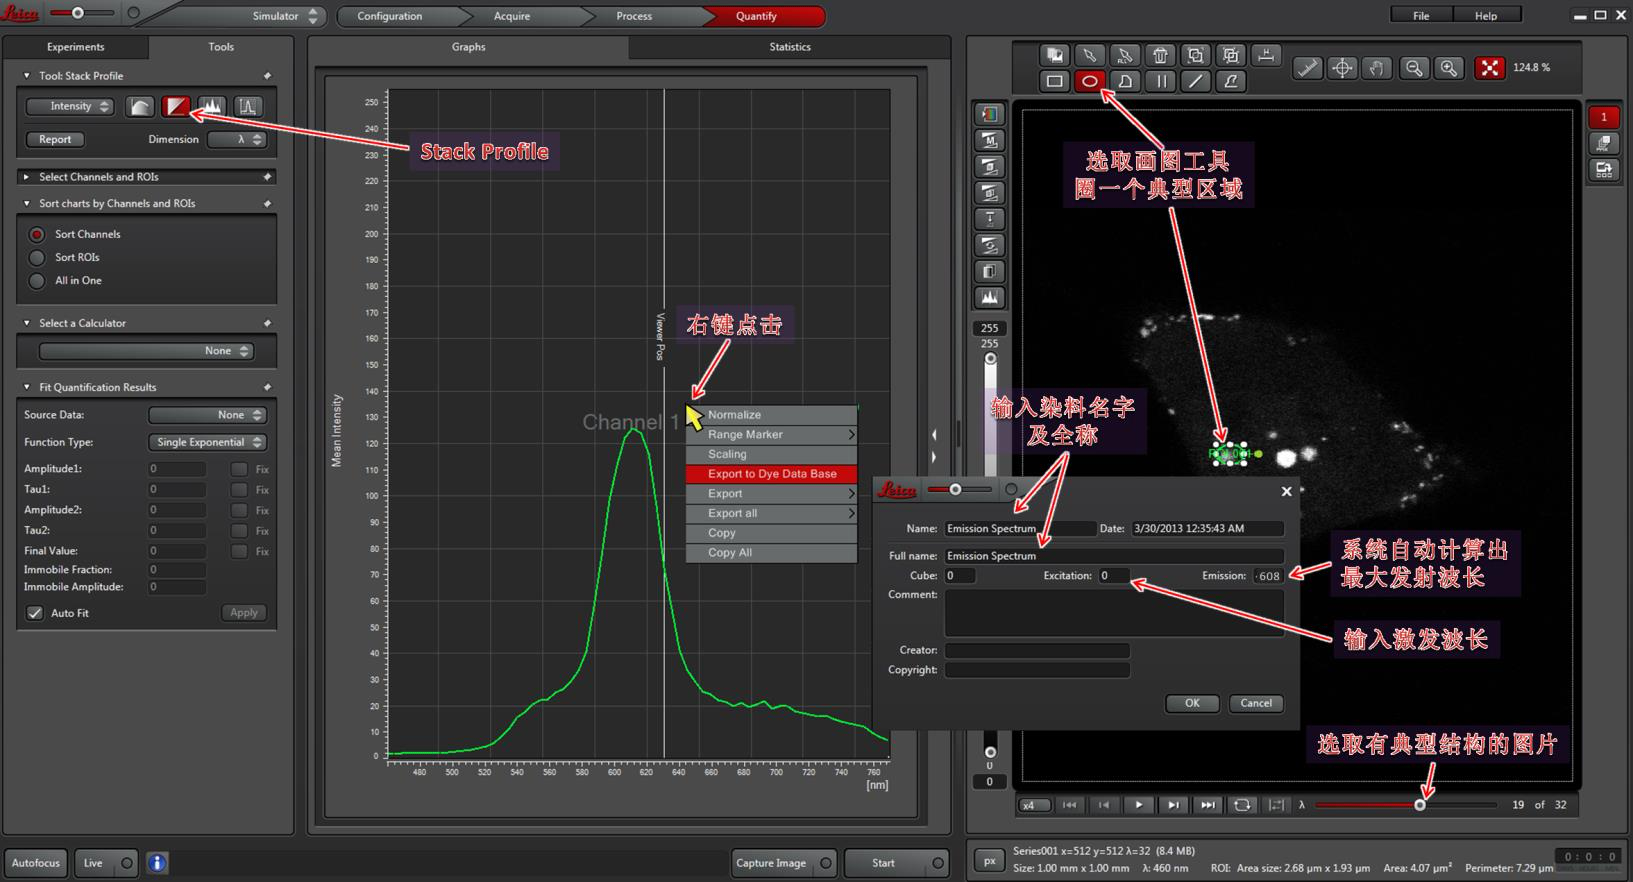 Leica
Simulator
Configuration
Acquire
Process
Quantify
File
Help
Experiments
Tools
Graphs
Statistics
Tool: Stack Profile
Intensity
Report
Dimension
λ
Select Channels and ROIs
Sort charts by Channels and ROIs
Sort Channels
Sort ROIs
All in One
Select a Calculator
None
Fit Quantification Results
Source Data:
None
Function Type:
Single Exponential
Amplitude1:
0
Fix
Tau1:
0
Fix
Amplitude2:
0
Fix
Tau2:
0
Fix
Final Value:
0
Fix
Immobile Fraction:
0
Immobile Amplitude:
0
Auto Fit
Apply
Stack Profile
Mean Intensity
250
240
230
220
210
200
190
180
170
160
150
140
130
120
110
100
90
80
70
60
50
40
30
20
10
0
480
500
520
540
560
580
600
620
640
660
680
700
720
740
760
[nm]
Viewer Pos
Channel 1
右键点击
Normalize
Range Marker
Scaling
Export to Dye Data Base
Export
Export all
Copy
Copy All
124.8 %
选取画图工具
圈一个典型区域
1
255
255
0
0
输入染料名字
及全称
Leica
Name:
Emission Spectrum
Date:
3/30/2013 12:35:43 AM
Full name:
Emission Spectrum
Cube:
0
Excitation:
0
Emission:
608
Comment:
Creator:
Copyright:
OK
Cancel
系统自动计算出
最大发射波长
输入激发波长
选取有典型结构的图片
x4
λ
19 of 32
Autofocus
Live
Capture Image
Start
px
Series001 x=512 y=512 λ=32 (8.4 MB)
Size: 1.00 mm x 1.00 mm
λ: 460 nm
ROI: Area size: 2.68 µm x 1.93 µm
Area: 4.07 µm²
Perimeter: 7.29 µm
0 : 0 : 0